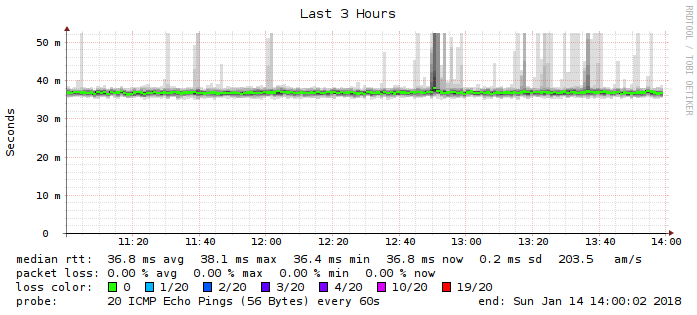 Last 3 Hours
RRDTOOL / TOBI OETIKER
Seconds
50 m
40 m
30 m
20 m
10 m
0
11:20 11:40 12:00 12:20 12:40 13:00 13:20 13:40 14:00
median rtt: 36.8 ms avg 38.1 ms max 36.4 ms min 36.8 ms now 0.2 ms sd 203.5 am/s
packet loss: 0.00 % avg 0.00 % max 0.00 % min 0.00 % now
loss color: 0 1/20 2/20 3/20 4/20 10/20 19/20
probe: 20 ICMP Echo Pings (56 Bytes) every 60s end: Sun Jan 14 14:00:02 2018